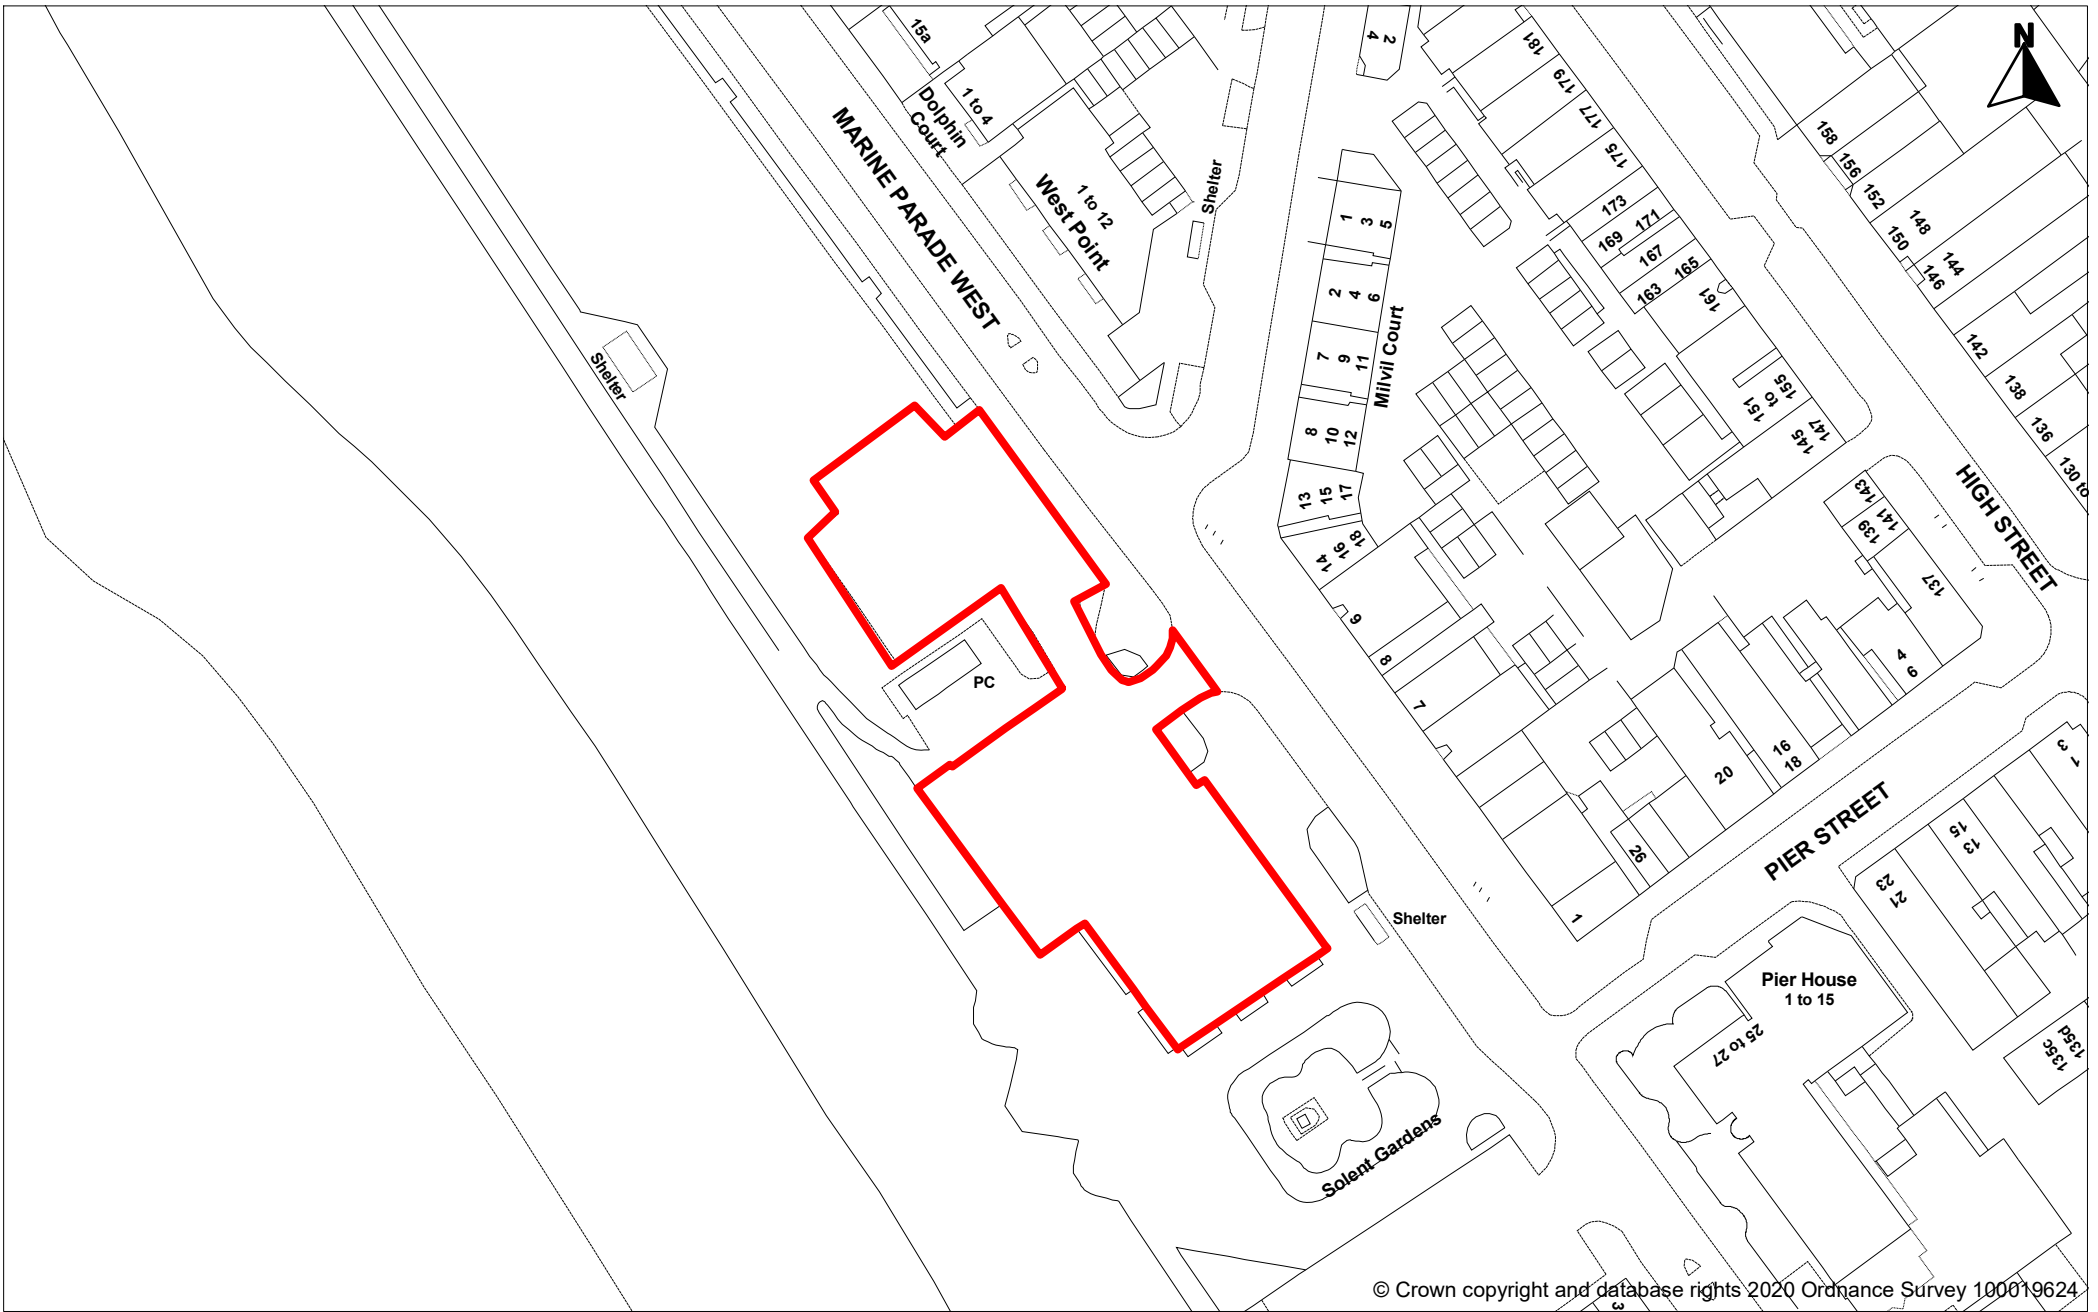 N
15a
1 to 4
Dolphin
Court
MARINE PARADE WEST
1 to 12
West Point
Shelter
2
4
181
179
177
175
173
171
169
167
165
163
161
158
156
152
148
150
144
146
142
138
136
130 to
1
3
5
2
4
6
7
9
11
Milvil Court
8
10
12
13
15
17
14
16
18
Shelter
151
to
155
145
147
HIGH STREET
143
141
139
137
9
8
7
4
6
PC
16
18
20
26
1
PIER STREET
3
1
15
13
23
21
Shelter
Pier House
1 to 15
25 to 27
135c
135d
Solent Gardens
3
© Crown copyright and database rights 2020 Ordnance Survey 100019624